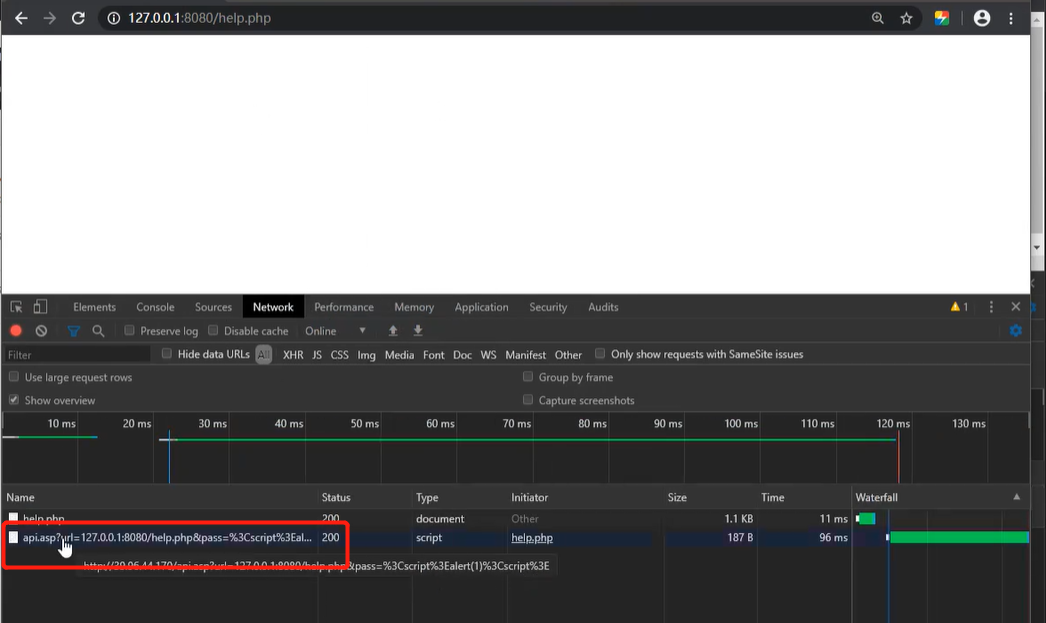 127.0.0.1:8080/help.php
Elements Console Sources Network Performance Memory Application Security Audits 1
Preserve log Disable cache Online
Filter Hide data URLs All XHR JS CSS Img Media Font Doc WS Manifest Other Only show requests with SameSite issues
Use large request rows Group by frame
Show overview Capture screenshots
10 ms 20 ms 30 ms 40 ms 50 ms 60 ms 70 ms 80 ms 90 ms 100 ms 110 ms 120 ms 130 ms
Name Status Type Initiator Size Time Waterfall
help.php 200 document Other 1.1 KB 11 ms
api.asp?url=127.0.0.1:8080/help.php&pass=%3Cscript%3Eal... 200 script help.php 187 B 96 ms
/api.asp?url=127.0.0.1:8080/help.php&pass=%3Cscript%3Ealert(1)%3Cscript%3E